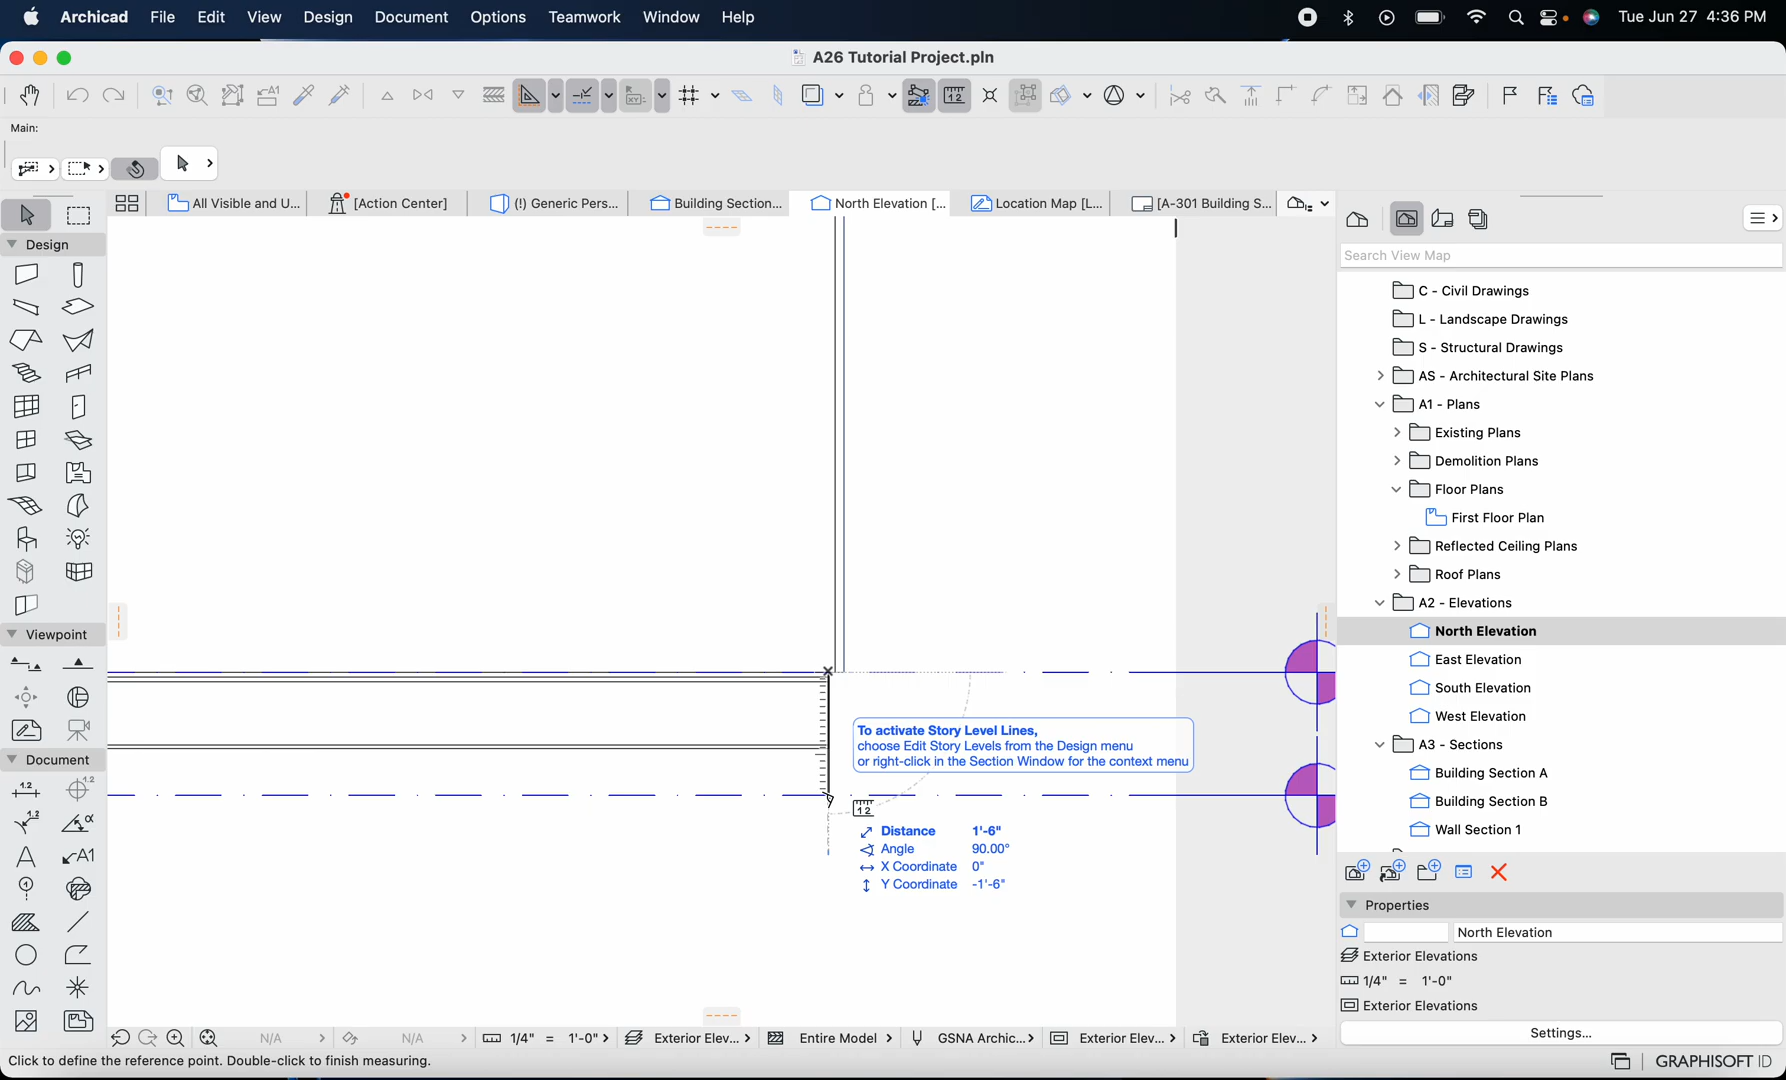 Archicad File Edit View Design Document Options Teamwork Window Help Tue Jun 27 4:36 PM
A26 Tutorial Project.pln
Main:
All Visible and U... [Action Center] (!) Generic Pers... Building Section... North Elevation [... Location Map [L... [A-301 Building S...
Design
Search View Map
C - Civil Drawings
L - Landscape Drawings
S - Structural Drawings
AS - Architectural Site Plans
A1 - Plans
Existing Plans
Demolition Plans
Floor Plans
First Floor Plan
Reflected Ceiling Plans
Roof Plans
A2 - Elevations
North Elevation
East Elevation
South Elevation
West Elevation
A3 - Sections
Building Section A
Building Section B
Wall Section 1
Viewpoint
Document
To activate Story Level Lines,
choose Edit Story Levels from the Design menu
or right-click in the Section Window for the context menu
Distance 1'-6"
Angle 90.00°
X Coordinate 0"
Y Coordinate -1'-6"
Properties
North Elevation
Exterior Elevations
1/4" = 1'-0"
Exterior Elevations
Settings...
N/A N/A 1/4" = 1'-0" Exterior Elev... Entire Model GSNA Archic... Exterior Elev... Exterior Elev...
Click to define the reference point. Double-click to finish measuring.
GRAPHISOFT ID